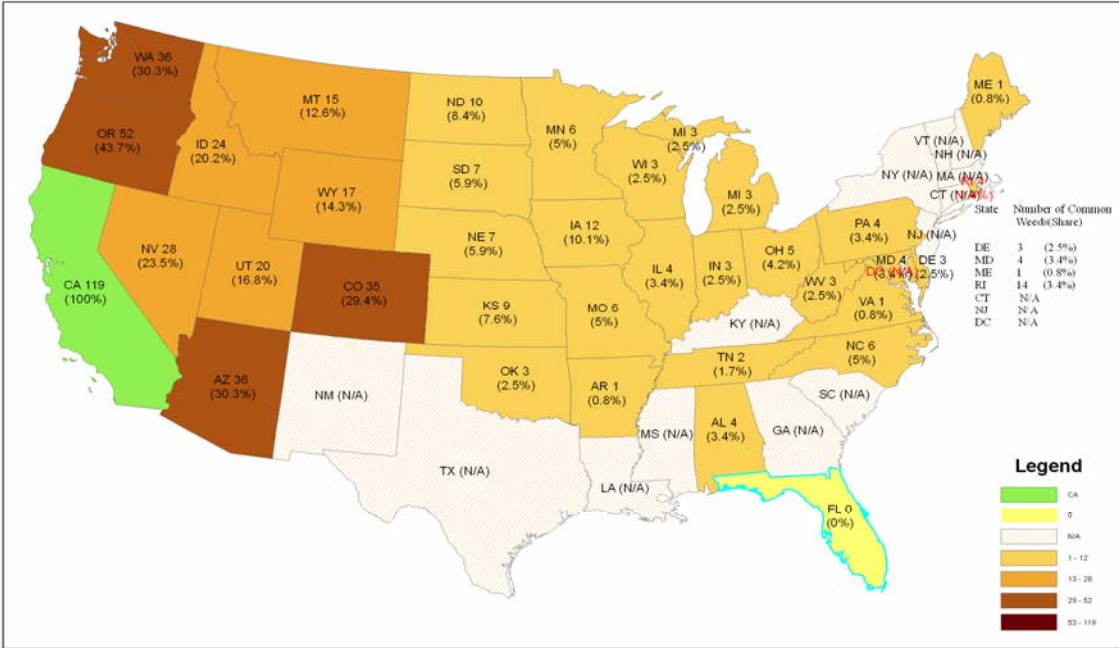 WA 36
(30.3%)
MT 15
(12.6%)
ND 10
(8.4%)
ME 1
(0.8%)
OR 52
(43.7%)
ID 24
(20.2%)
MN 6
(5%)
MI 3
(2.5%)
VT (N/A)
NH (N/A)
SD 7
(5.9%)
WI 3
(2.5%)
NY (N/A)
MA (N/A)
WY 17
(14.3%)
MI 3
(2.5%)
CT (N/A)
IA 12
(10.1%)
NE 7
(5.9%)
PA 4
(3.4%)
NJ (N/A)
NV 28
(23.5%)
UT 20
(16.8%)
OH 5
(4.2%)
MD 4
(3.4%)
DE 3
(2.5%)
IL 4
(3.4%)
IN 3
(2.5%)
WV 3
(2.5%)
CA 119
(100%)
CO 35
(29.4%)
KS 9
(7.6%)
MO 6
(5%)
VA 1
(0.8%)
KY (N/A)
NC 6
(5%)
TN 2
(1.7%)
AZ 36
(30.3%)
NM (N/A)
OK 3
(2.5%)
AR 1
(0.8%)
SC (N/A)
MS (N/A)
AL 4
(3.4%)
GA (N/A)
TX (N/A)
LA (N/A)
FL 0
(0%)
State Number of Common
Weeds(Share)
DE 3 (2.5%)
MD 4 (3.4%)
ME 1 (0.8%)
RI 14 (3.4%)
CT N/A
NJ N/A
DC N/A
Legend
CA
0
N/A
1 - 12
13 - 28
29 - 52
53 - 119